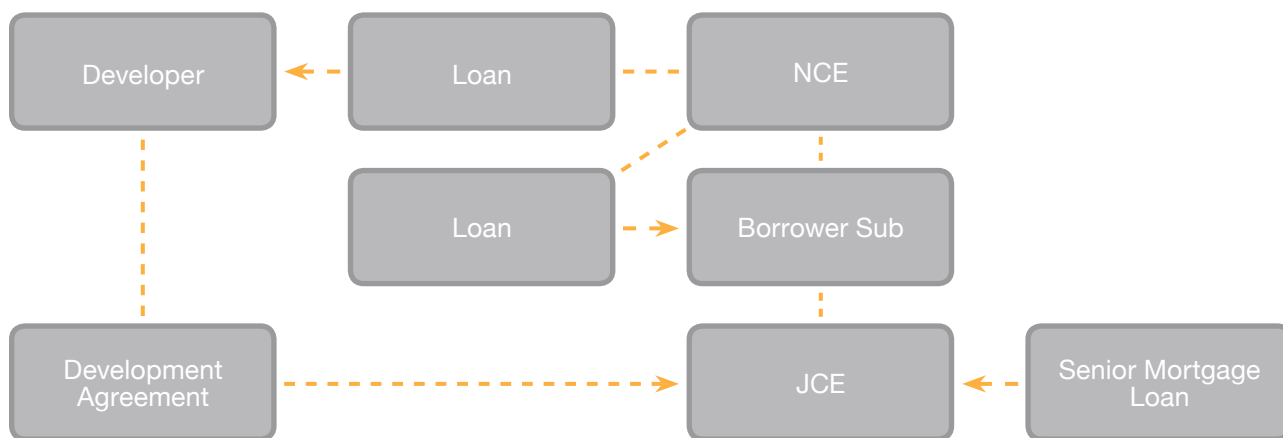 Developer
Loan
NCE
Loan
Borrower Sub
Development
Agreement
JCE
Senior Mortgage
Loan